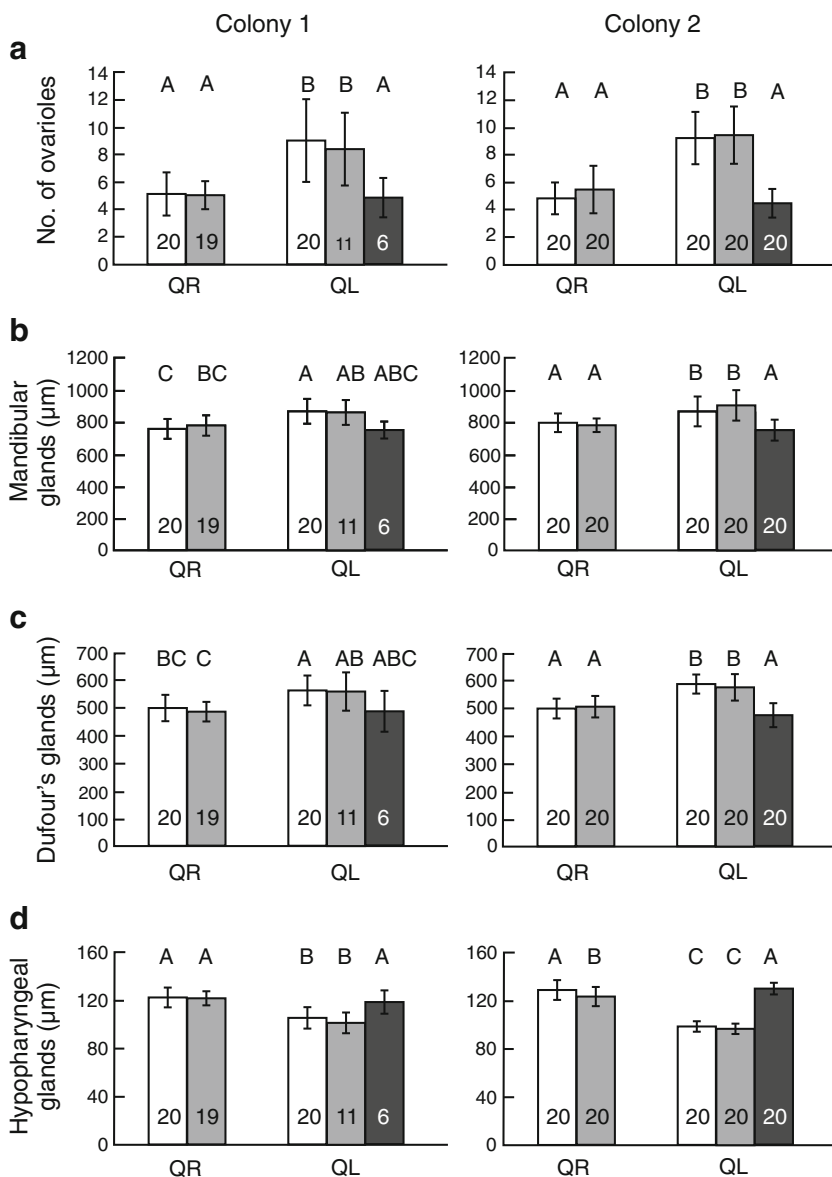 Colony 1 Colony 2
a
No. of ovarioles
14 A A B B A 14 A A B B A
12 12
10 10
8 8
6 6
4 4
2 20 19 20 11 6 2 20 20 20 20 20
0 0
QR QL QR QL
b
Mandibular
glands (µm)
1200 C BC A AB ABC 1200 A A B B A
1000 1000
800 800
600 600
400 400
200 20 19 20 11 6 200 20 20 20 20 20
0 0
QR QL QR QL
c
Dufour's glands (µm)
700 BC C A AB ABC 700 A A B B A
600 600
500 500
400 400
300 300
200 200
100 20 19 20 11 6 100 20 20 20 20 20
0 0
QR QL QR QL
d
Hypopharyngeal
glands (µm)
160 A A B B A 160 A B C C A
120 120
80 80
40 20 19 20 11 6 40 20 20 20 20 20
0 0
QR QL QR QL